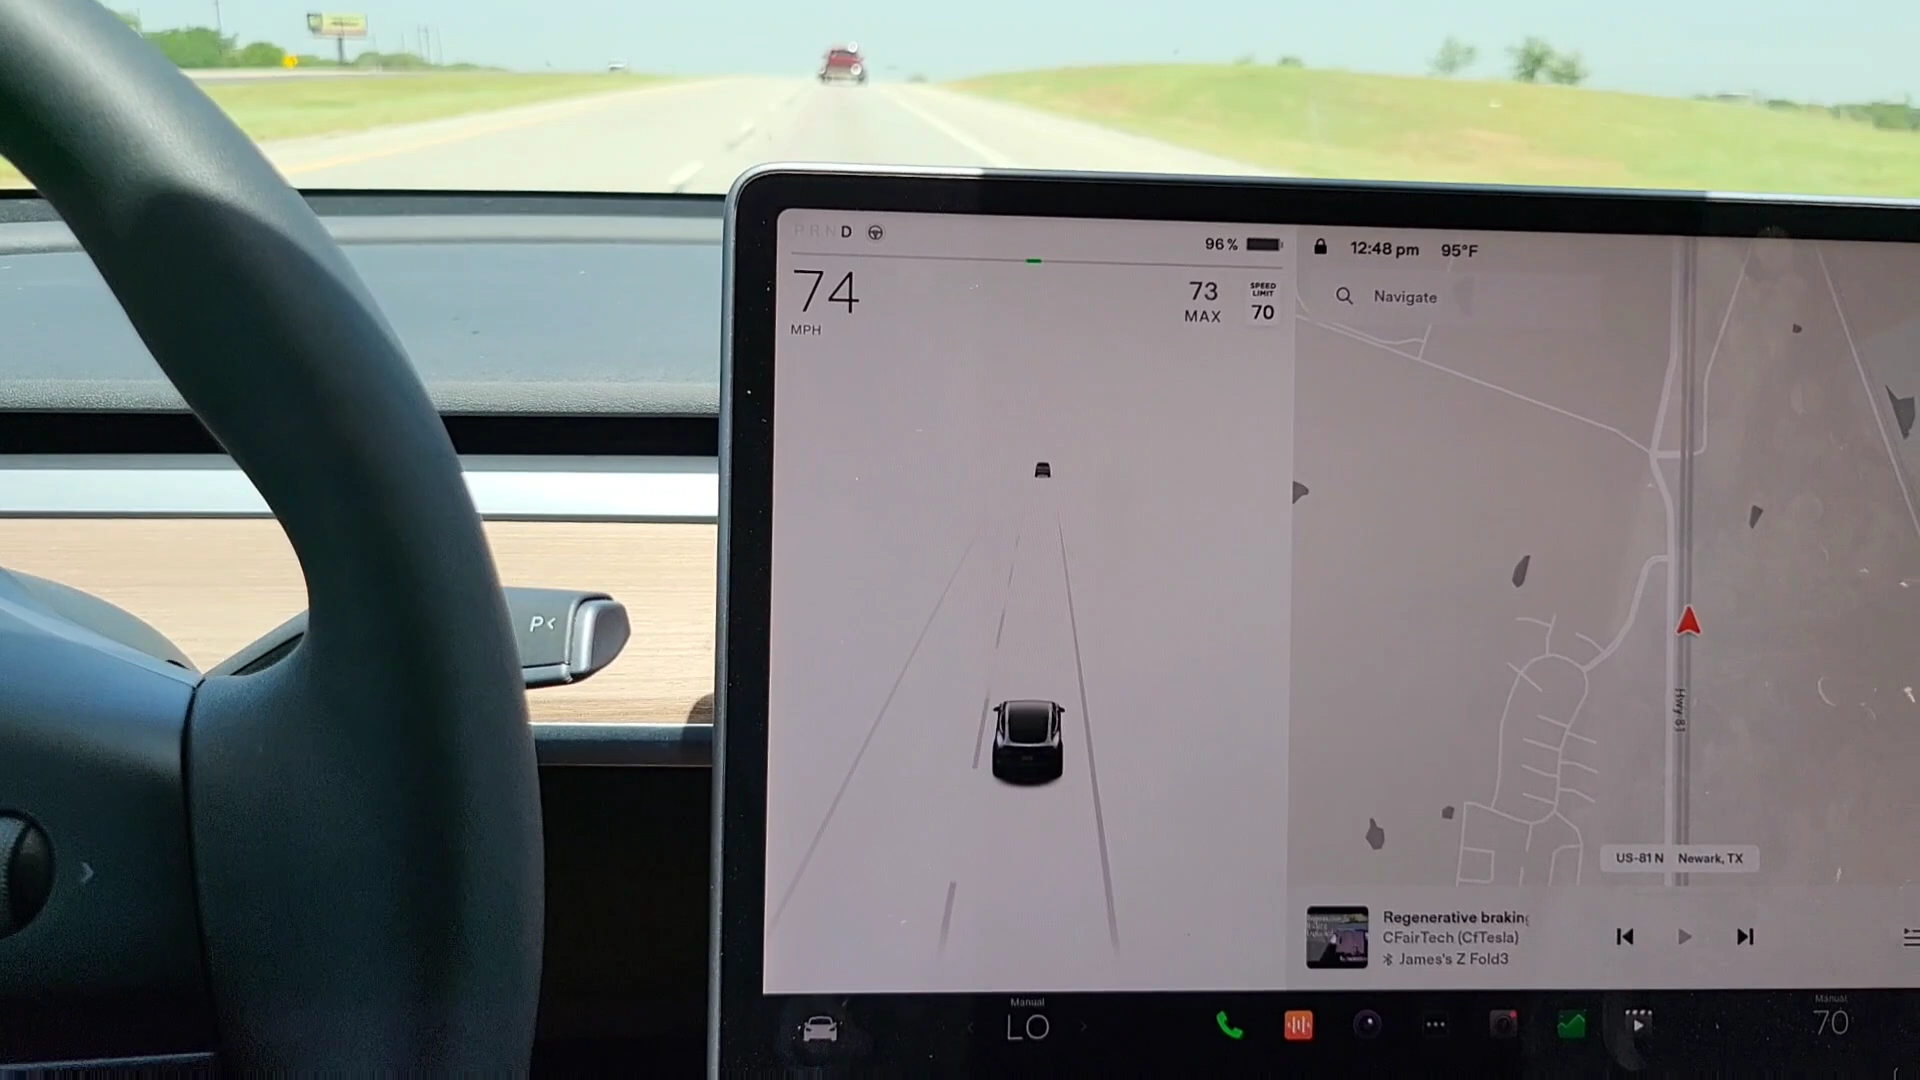 P R N D
96%
12:48 pm 95°F
74
MPH
73
MAX
SPEED
LIMIT
70
Navigate
P<
Hwy 81
US-81 N Newark, TX
Regenerative braking
CFairTech (CfTesla)
James's Z Fold3
Manual
LO
Manual
70